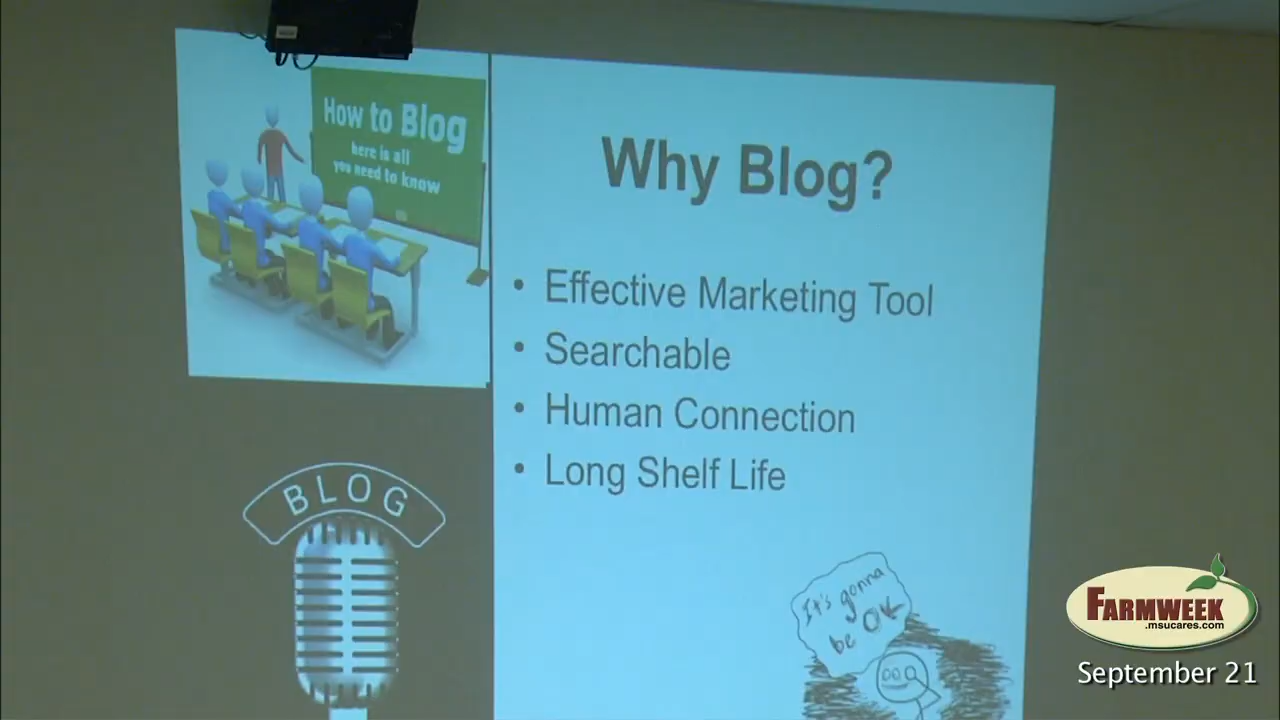 How to Blog
here is all
you need to know
Why Blog?
• Effective Marketing Tool
• Searchable
• Human Connection
• Long Shelf Life
BLOG
It's gonna
be OK
FARMWEEK
.msucares.com
September 21